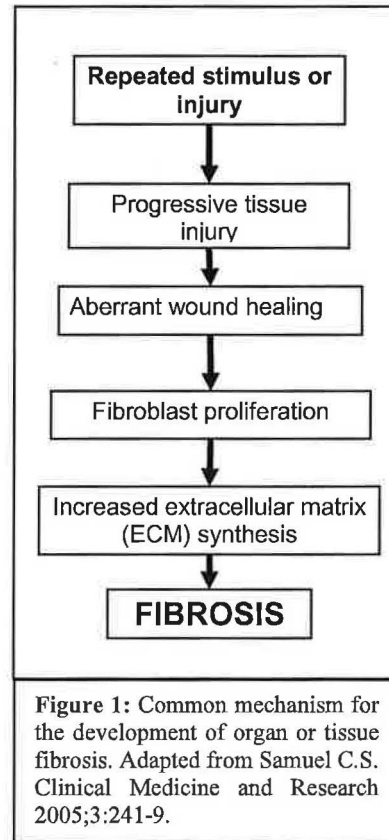 Repeated stimulus or
injury
Progressive tissue
injury
Aberrant wound healing
Fibroblast proliferation
Increased extracellular matrix
(ECM) synthesis
FIBROSIS
Figure 1: Common mechanism for
the development of organ or tissue
fibrosis. Adapted from Samuel C.S.
Clinical Medicine and Research
2005;3:241-9.